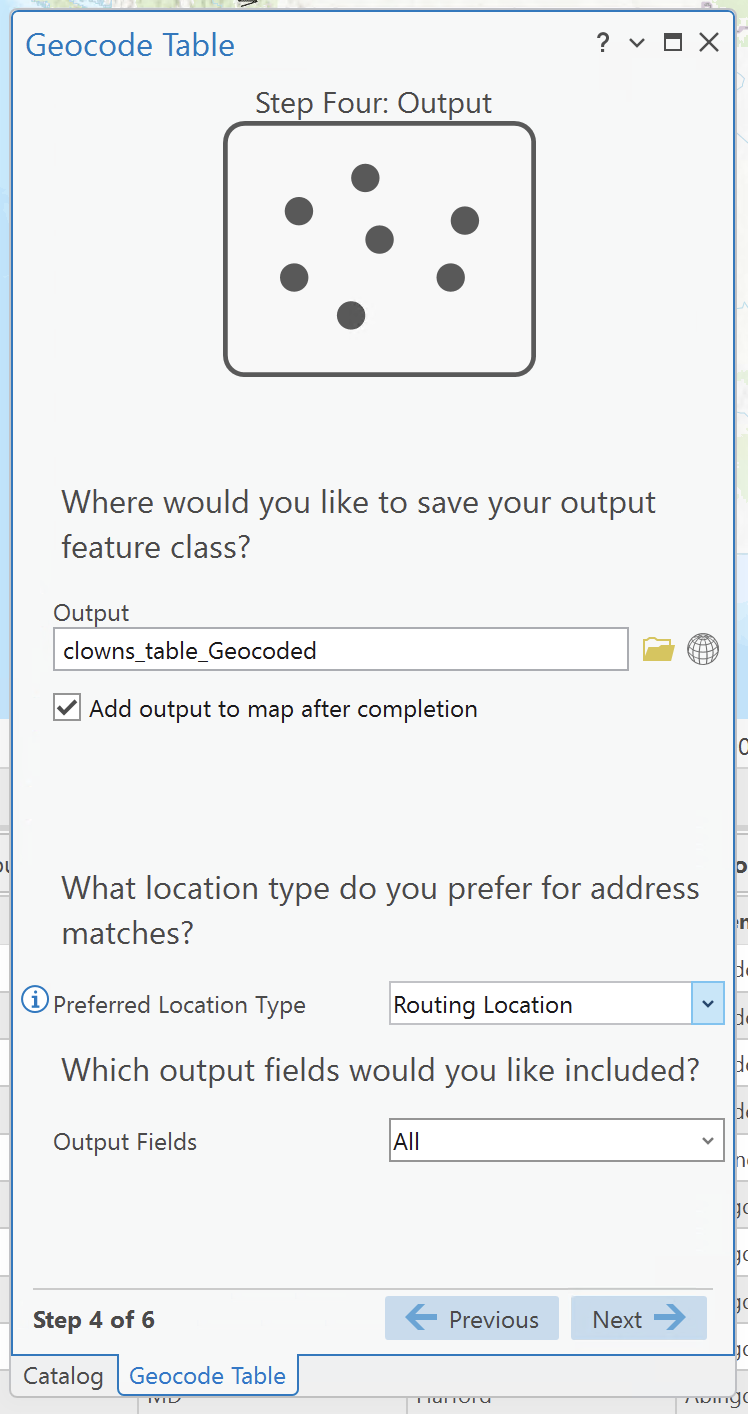 Geocode Table
Step Four: Output
Where would you like to save your output
feature class?
Output
clowns_table_Geocoded
Add output to map after completion
What location type do you prefer for address
matches?
Preferred Location Type
Routing Location
Which output fields would you like included?
Output Fields
All
Step 4 of 6
Previous
Next
Catalog
Geocode Table
MD
Harford